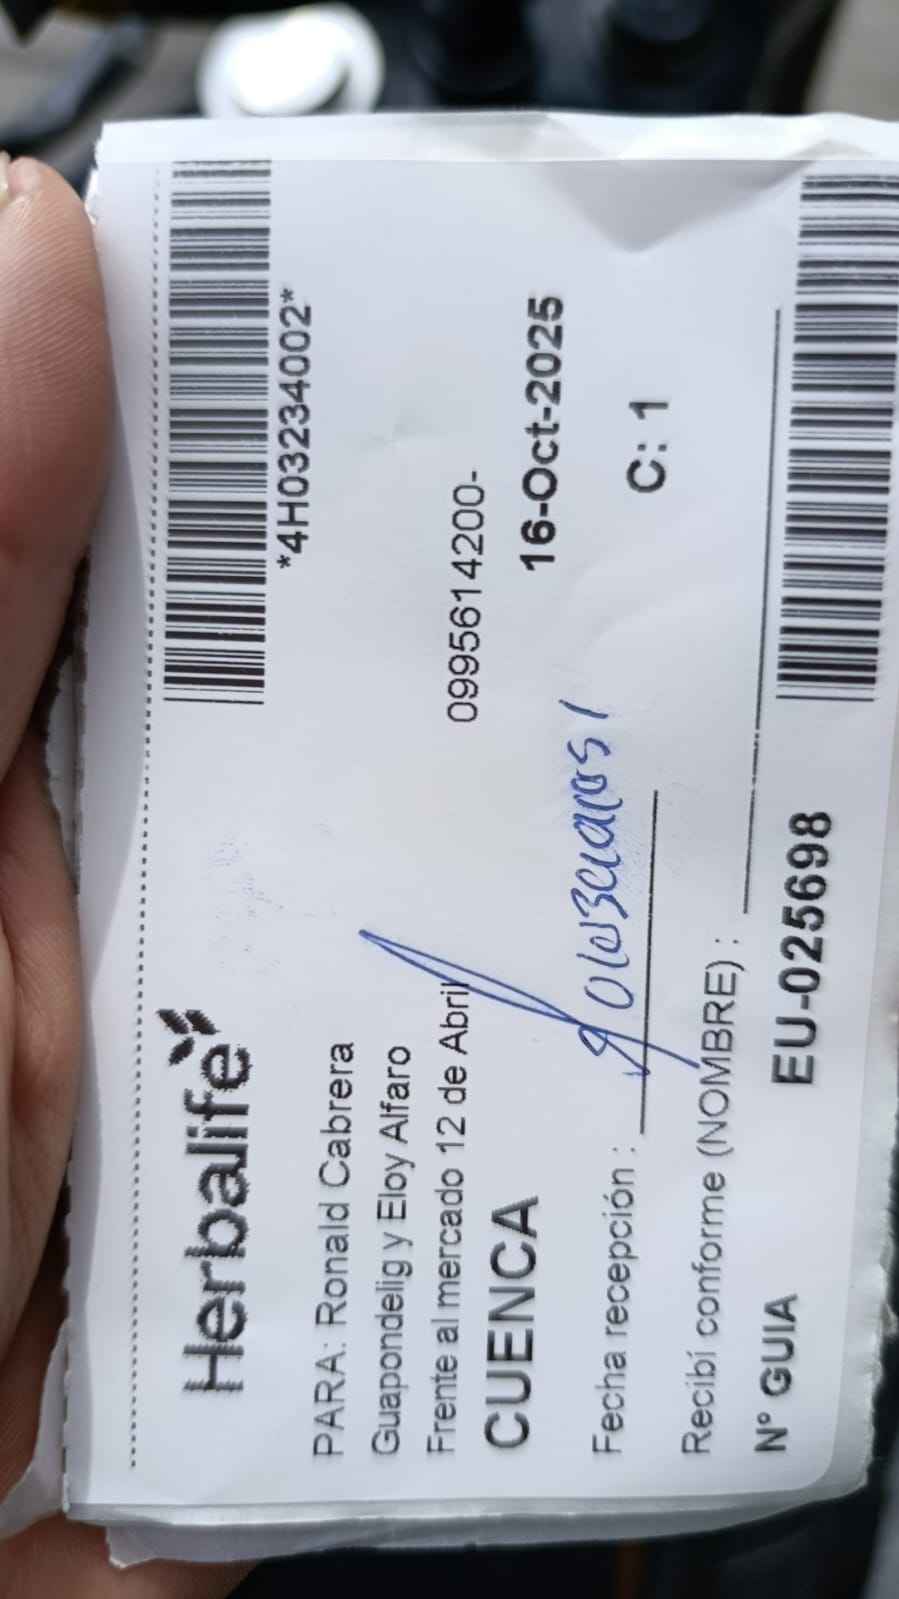 *4H03234002*
Herbalife
PARA: Ronald Cabrera
Guapondelig y Eloy Alfaro
0995614200-
Frente al mercado 12 de Abril
CUENCA
16-Oct-2025
Fecha recepción :
C: 1
Recibí conforme (NOMBRE) :
Nº GUIA
EU-025698